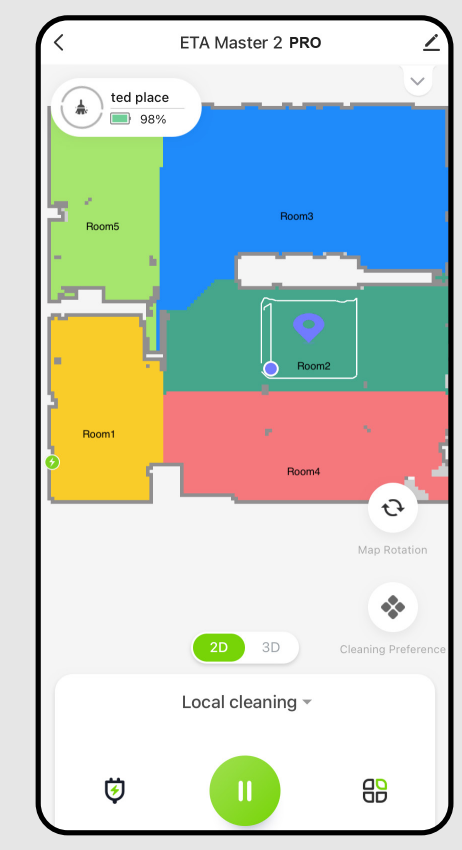 ETA Master 2 PRO
ted place
98%
Room5
Room3
Room2
Room1
Room4
Map Rotation
Cleaning Preference
2D 3D
Local cleaning